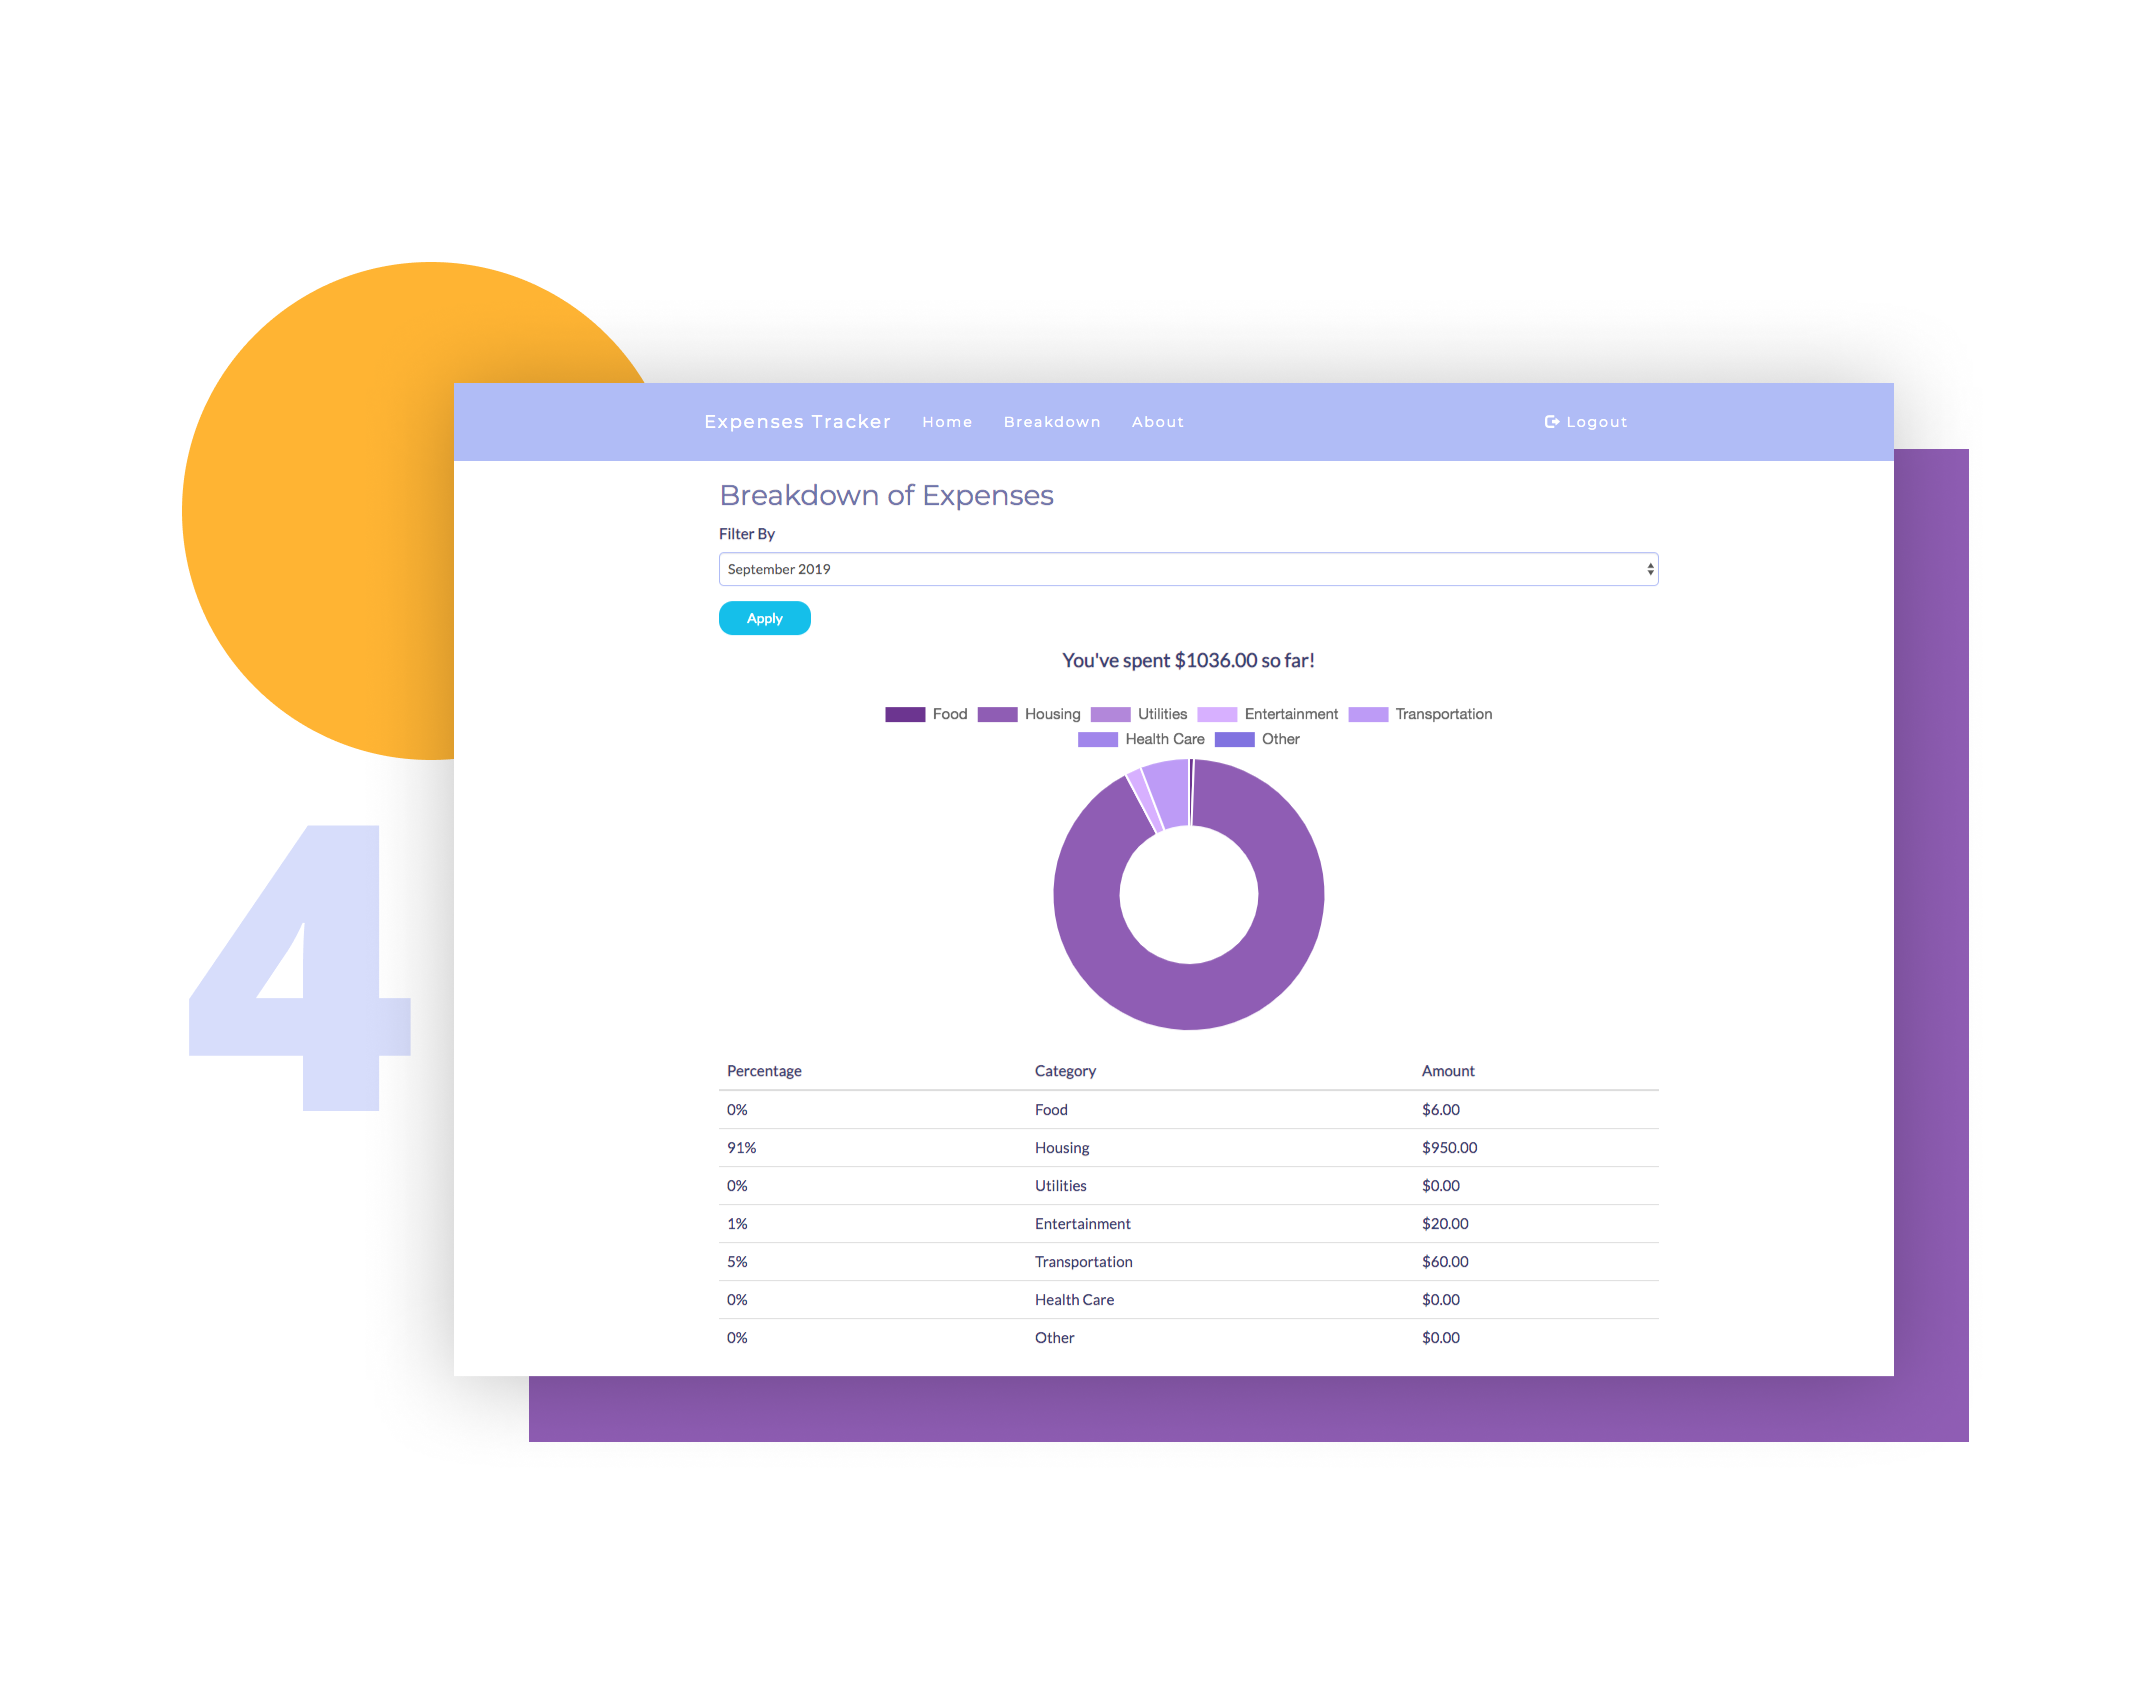 Expenses Tracker Home Breakdown About Logout
Breakdown of Expenses
Filter By
September 2019
Apply
You've spent $1036.00 so far!
Food Housing Utilities Entertainment Transportation
Health Care Other
4
Percentage Category Amount
0% Food $6.00
91% Housing $950.00
0% Utilities $0.00
1% Entertainment $20.00
5% Transportation $60.00
0% Health Care $0.00
0% Other $0.00